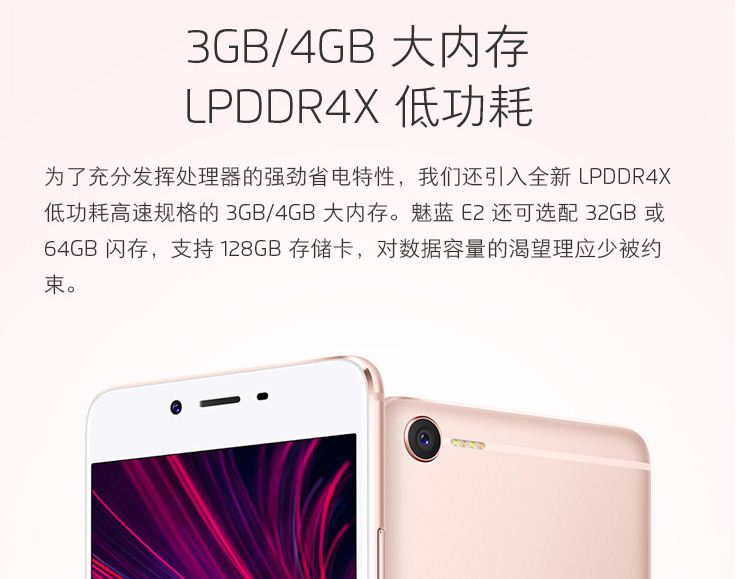 3GB/4GB 大内存
LPDDR4X 低功耗
为了充分发挥处理器的强劲省电特性，我们还引入全新 LPDDR4X
低功耗高速规格的 3GB/4GB 大内存。魅蓝 E2 还可选配 32GB 或
64GB 闪存，支持 128GB 存储卡，对数据容量的渴望理应少被约
束。